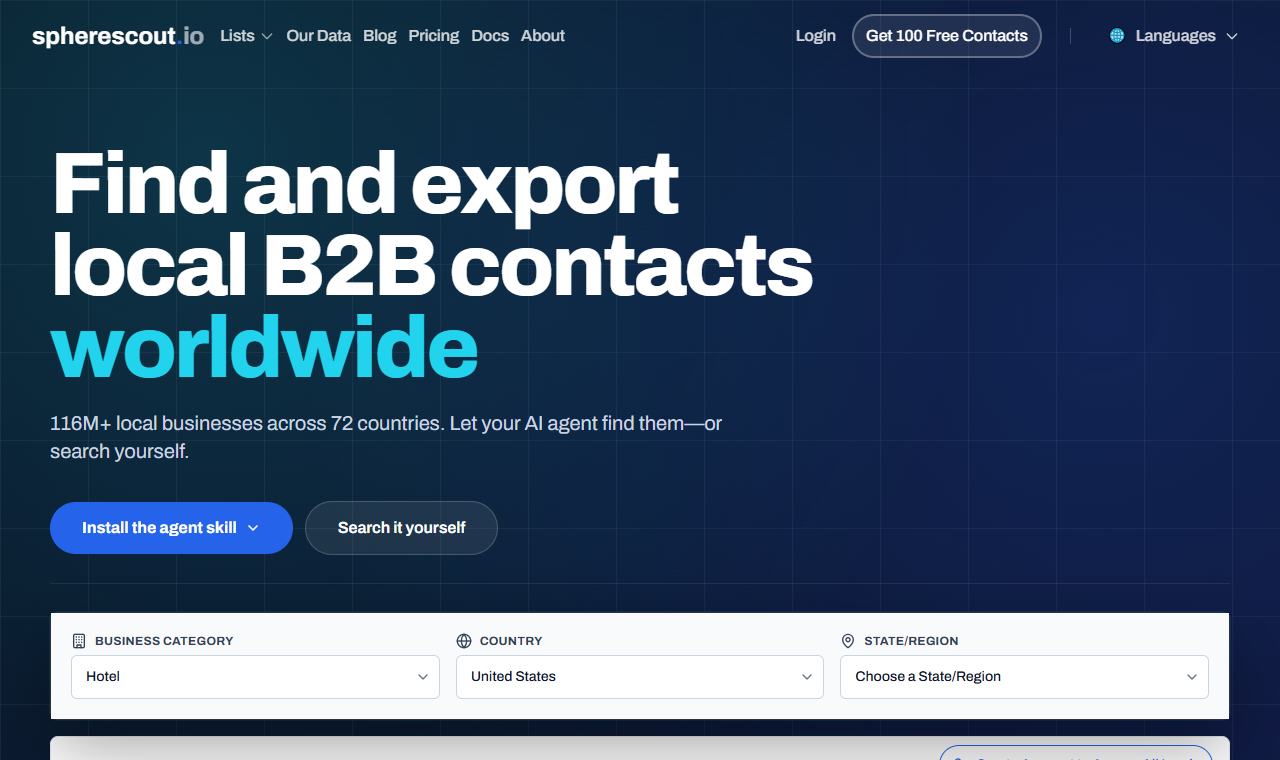 spherescout.io Lists Our Data Blog Pricing Docs About Login Get 100 Free Contacts Languages
Find and export
local B2B contacts
worldwide
116M+ local businesses across 72 countries. Let your AI agent find them—or
search yourself.
Install the agent skill Search it yourself
BUSINESS CATEGORY COUNTRY STATE/REGION
Hotel United States Choose a State/Region